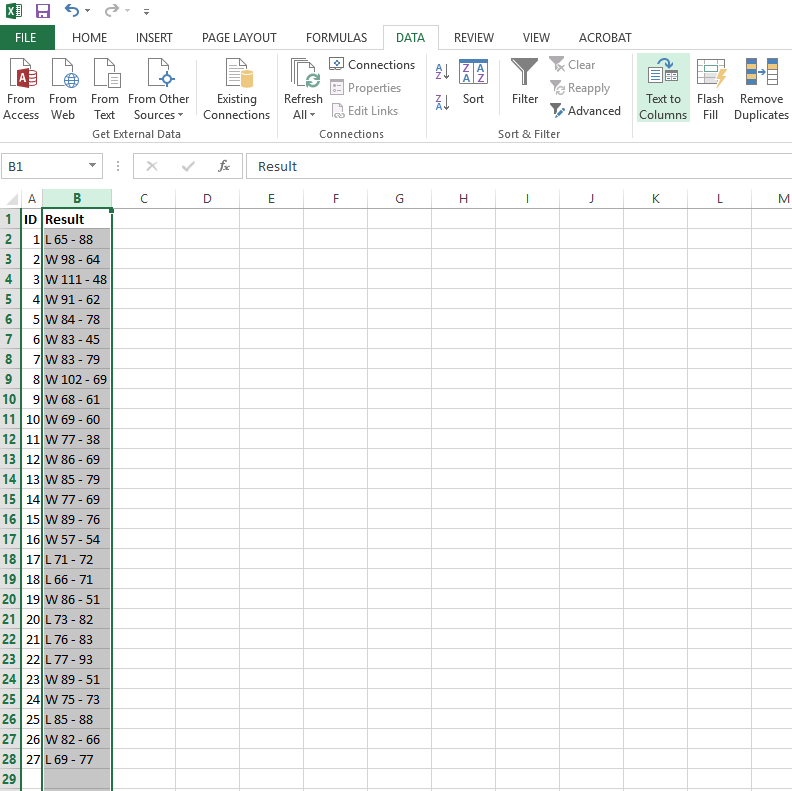 FILE HOME INSERT PAGE LAYOUT FORMULAS DATA REVIEW VIEW ACROBAT
From Access
From Web
From Text
From Other Sources
Existing Connections
Get External Data
Refresh All
Connections
Properties
Edit Links
Connections
A Z
Z A
Z A A Z
Sort
Filter
Clear
Reapply
Advanced
Sort & Filter
Text to Columns
Flash Fill
Remove Duplicates
B1 fx Result
A B C D E F G H I J K L M
1 ID Result
2 1 L 65 - 88
3 2 W 98 - 64
4 3 W 111 - 48
5 4 W 91 - 62
6 5 W 84 - 78
7 6 W 83 - 45
8 7 W 83 - 79
9 8 W 102 - 69
10 9 W 68 - 61
11 10 W 69 - 60
12 11 W 77 - 38
13 12 W 86 - 69
14 13 W 85 - 79
15 14 W 77 - 69
16 15 W 89 - 76
17 16 W 57 - 54
18 17 L 71 - 72
19 18 L 66 - 71
20 19 W 86 - 51
21 20 L 73 - 82
22 21 L 76 - 83
23 22 L 77 - 93
24 23 W 89 - 51
25 24 W 75 - 73
26 25 L 85 - 88
27 26 W 82 - 66
28 27 L 69 - 77
29